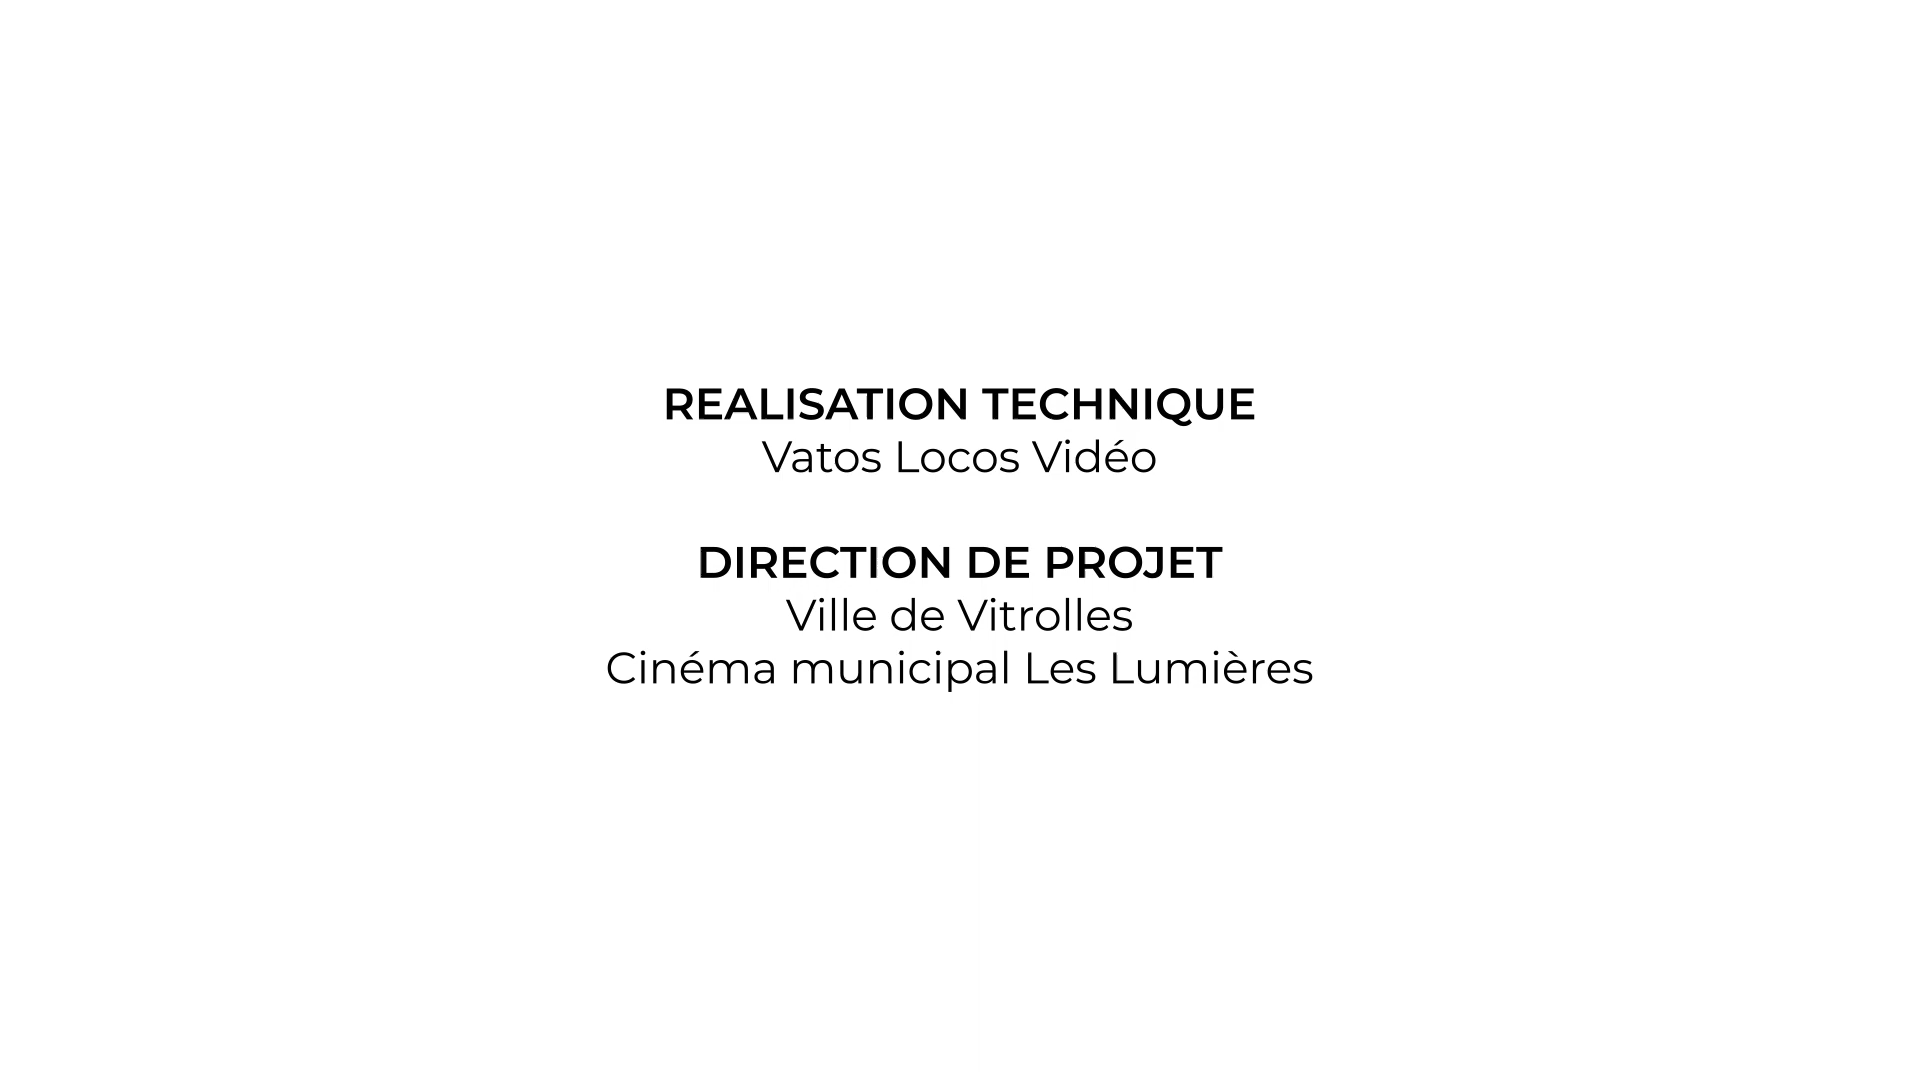 REALISATION TECHNIQUE
Vatos Locos Vidéo
DIRECTION DE PROJET
Ville de Vitrolles
Cinéma municipal Les Lumières